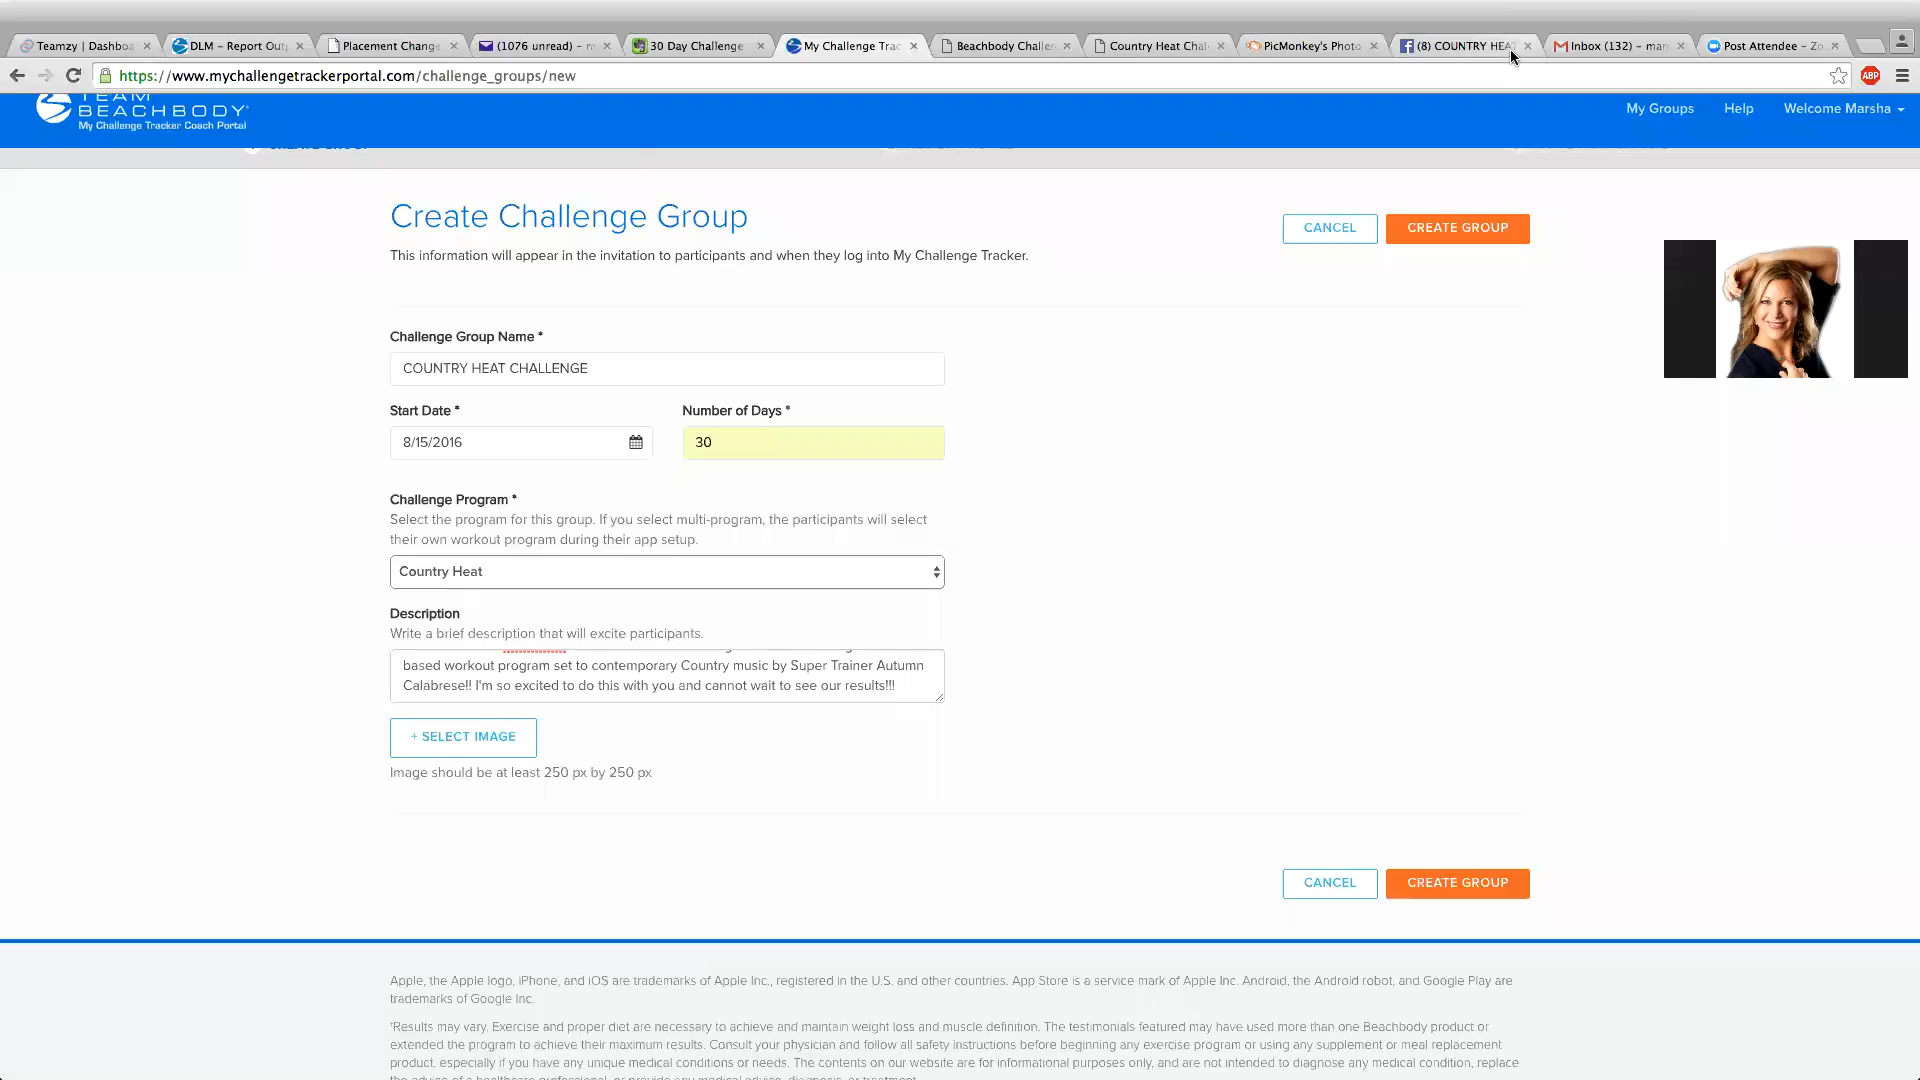 Teamzy | Dashboa
DLM – Report Outp
Placement Change
(1076 unread) – m
30 Day Challenge
My Challenge Trac
Beachbody Challen
Country Heat Chal
PicMonkey's Photo
(8) COUNTRY HEAT
Inbox (132) – mar
Post Attendee – Zo
https://www.mychallengetrackerportal.com/challenge_groups/new
ABP
TEAM
BEACHBODY
My Challenge Tracker Coach Portal
My Groups
Help
Welcome Marsha
Create Challenge Group
CANCEL
CREATE GROUP
This information will appear in the invitation to participants and when they log into My Challenge Tracker.
Challenge Group Name *
COUNTRY HEAT CHALLENGE
Start Date *
Number of Days *
8/15/2016
30
Challenge Program *
Select the program for this group. If you select multi-program, the participants will select
their own workout program during their app setup.
Country Heat
Description
Write a brief description that will excite participants.
based workout program set to contemporary Country music by Super Trainer Autumn
Calabrese!! I'm so excited to do this with you and cannot wait to see our results!!!
+ SELECT IMAGE
Image should be at least 250 px by 250 px
CANCEL
CREATE GROUP
Apple, the Apple logo, iPhone, and iOS are trademarks of Apple Inc., registered in the U.S. and other countries. App Store is a service mark of Apple Inc. Android, the Android robot, and Google Play are
trademarks of Google Inc.
†Results may vary. Exercise and proper diet are necessary to achieve and maintain weight loss and muscle definition. The testimonials featured may have used more than one Beachbody product or
extended the program to achieve their maximum results. Consult your physician and follow all safety instructions before beginning any exercise program or using any supplement or meal replacement
product, especially if you have any unique medical conditions or needs. The contents on our website are for informational purposes only, and are not intended to diagnose any medical condition, replace